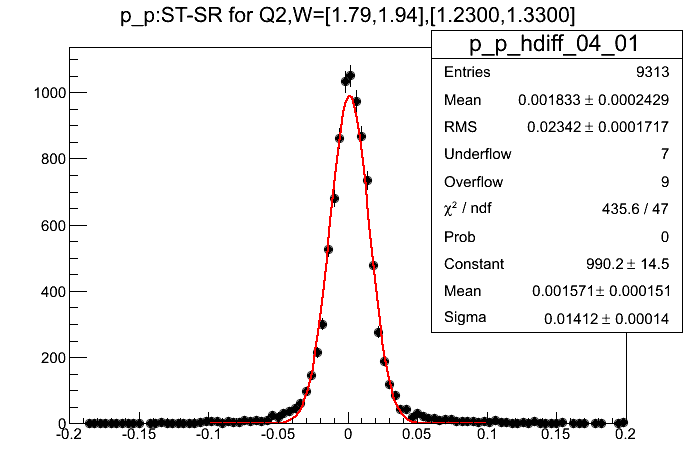 p_p:ST-SR for Q2,W=[1.79,1.94],[1.2300,1.3300]
p_p_hdiff_04_01
Entries 9313
Mean 0.001833 ± 0.0002429
RMS 0.02342 ± 0.0001717
Underflow 7
Overflow 9
χ² / ndf 435.6 / 47
Prob 0
Constant 990.2 ± 14.5
Mean 0.001571 ± 0.000151
Sigma 0.01412 ± 0.00014
1000
800
600
400
200
0
-0.2 -0.15 -0.1 -0.05 0 0.05 0.1 0.15 0.2